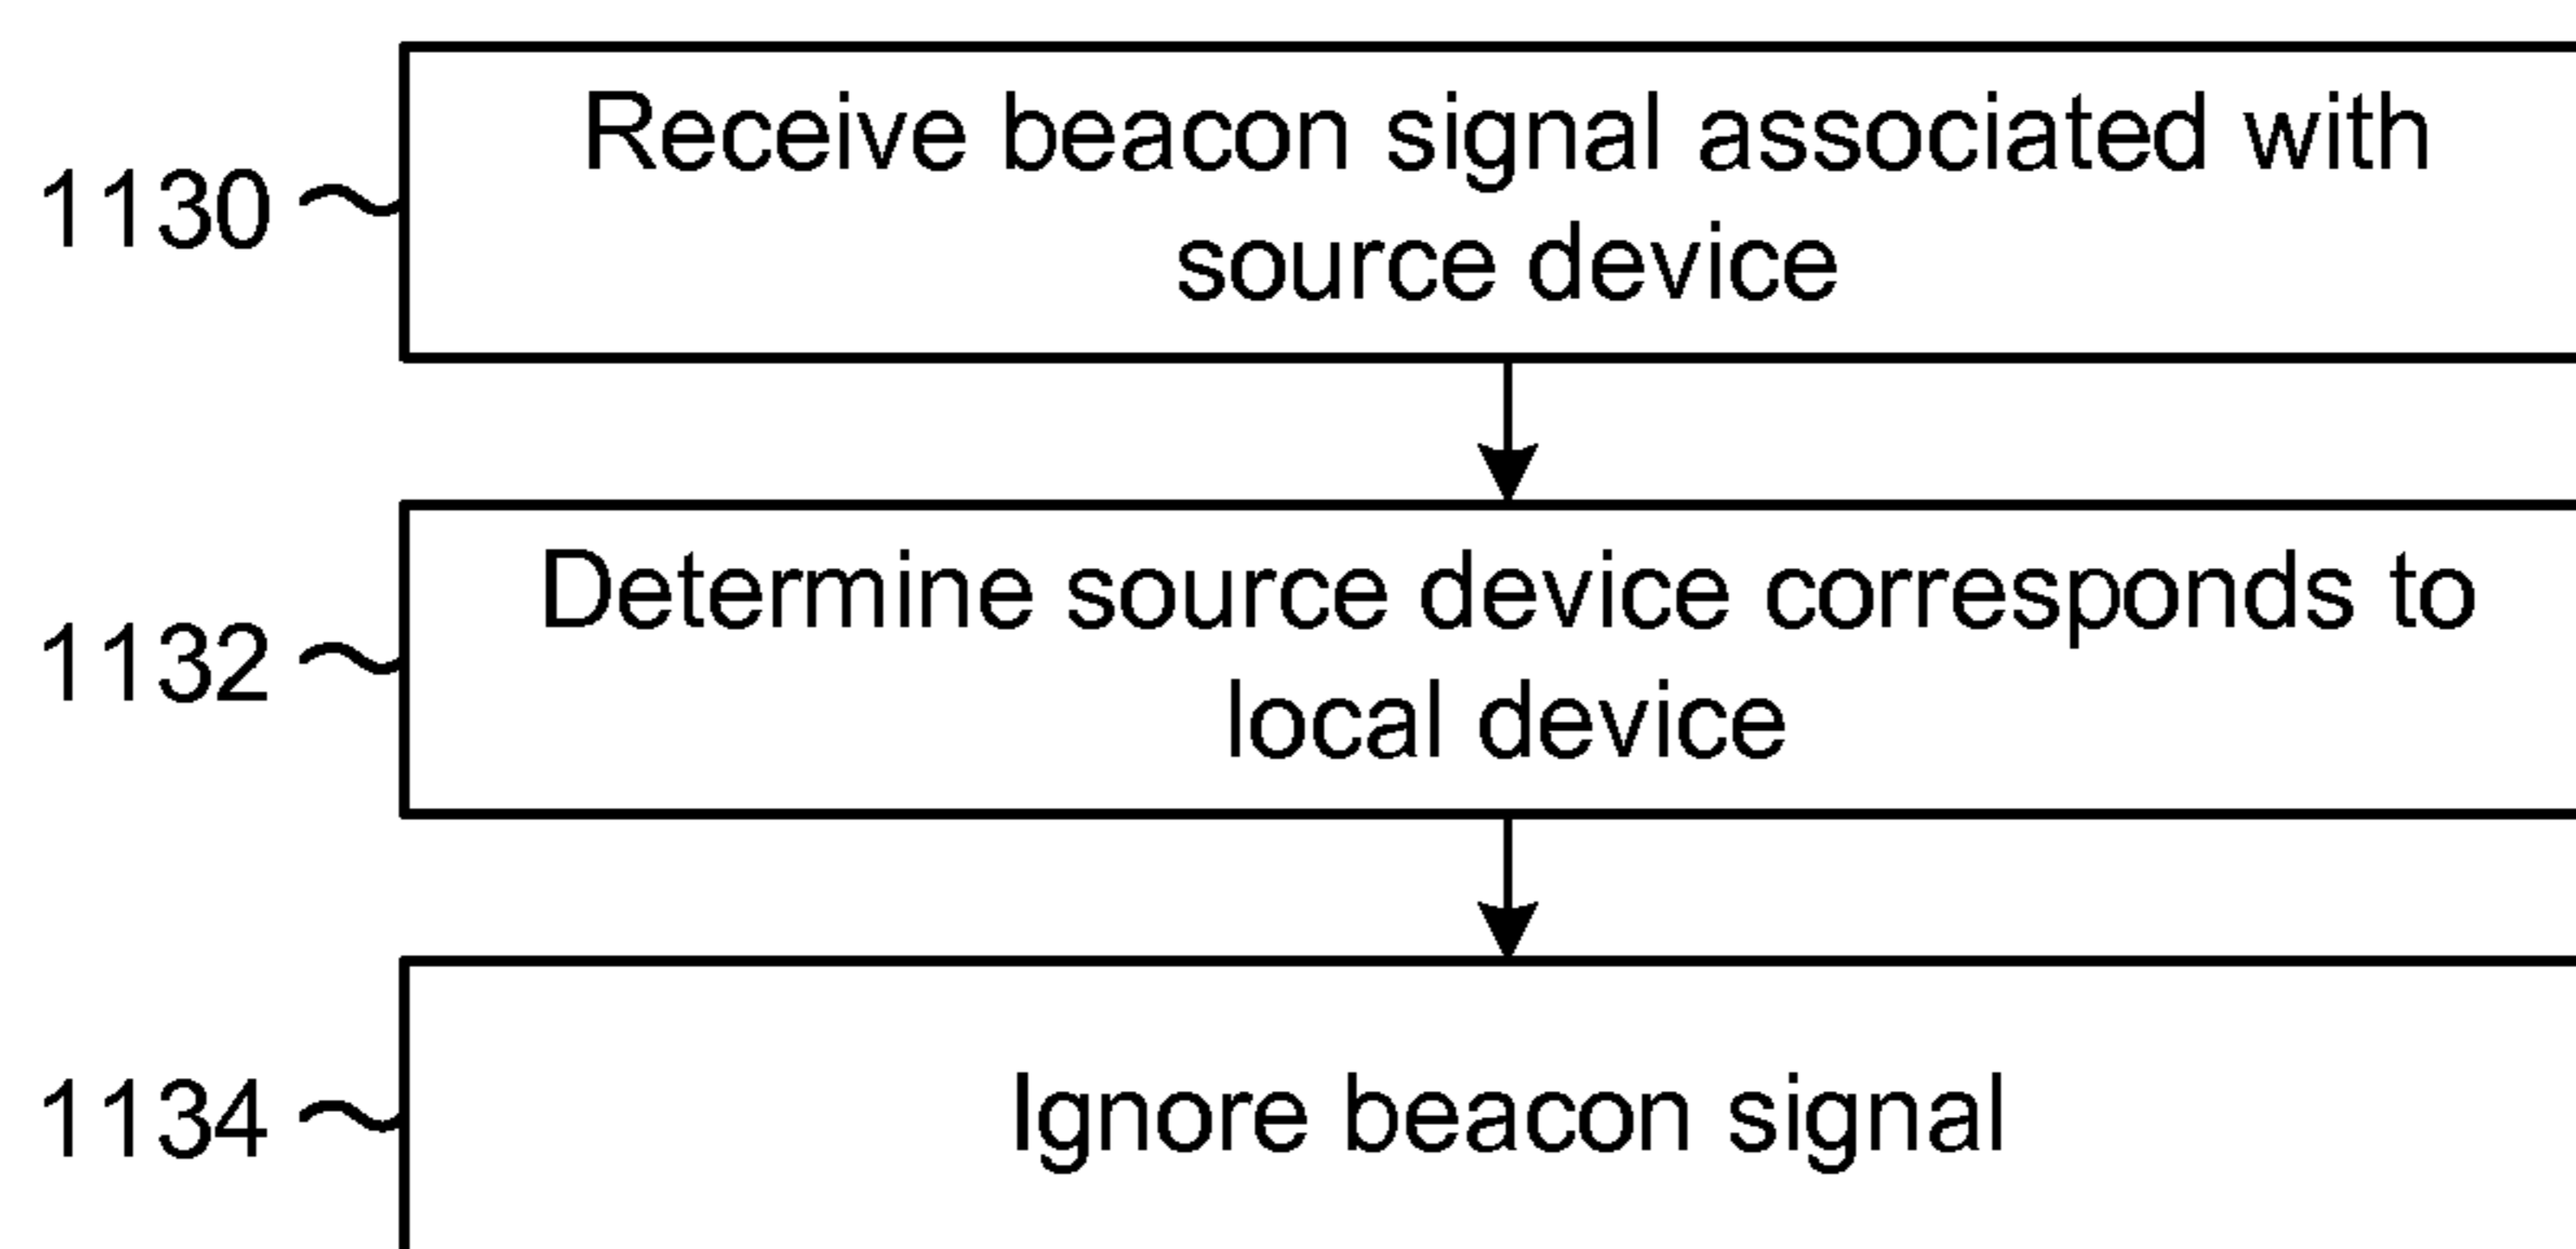 1130
Receive beacon signal associated with
source device
1132
Determine source device corresponds to
local device
1134
Ignore beacon signal